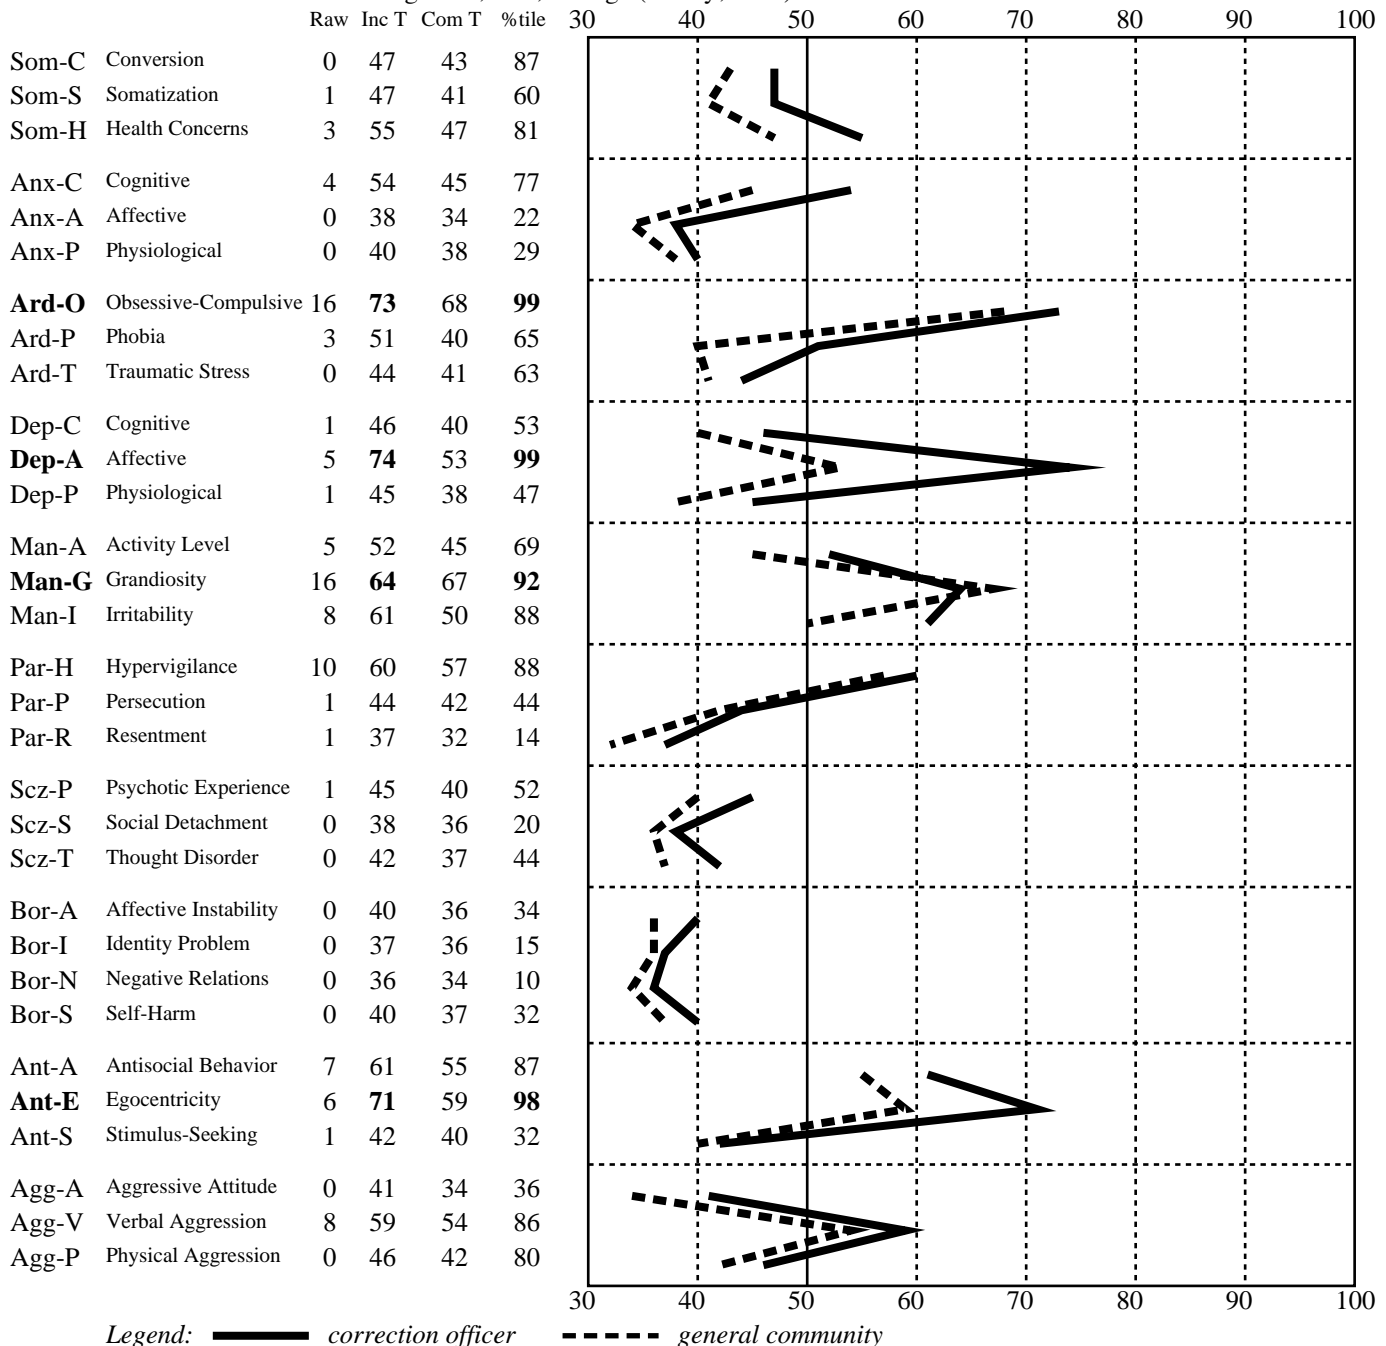 Raw Inc T Com T %tile 30 40 50 60 70 80 90 100
Som-C Conversion 0 47 43 87
Som-S Somatization 1 47 41 60
Som-H Health Concerns 3 55 47 81
Anx-C Cognitive 4 54 45 77
Anx-A Affective 0 38 34 22
Anx-P Physiological 0 40 38 29
Ard-O Obsessive-Compulsive 16 73 68 99
Ard-P Phobia 3 51 40 65
Ard-T Traumatic Stress 0 44 41 63
Dep-C Cognitive 1 46 40 53
Dep-A Affective 5 74 53 99
Dep-P Physiological 1 45 38 47
Man-A Activity Level 5 52 45 69
Man-G Grandiosity 16 64 67 92
Man-I Irritability 8 61 50 88
Par-H Hypervigilance 10 60 57 88
Par-P Persecution 1 44 42 44
Par-R Resentment 1 37 32 14
Scz-P Psychotic Experience 1 45 40 52
Scz-S Social Detachment 0 38 36 20
Scz-T Thought Disorder 0 42 37 44
Bor-A Affective Instability 0 40 36 34
Bor-I Identity Problem 0 37 36 15
Bor-N Negative Relations 0 36 34 10
Bor-S Self-Harm 0 40 37 32
Ant-A Antisocial Behavior 7 61 55 87
Ant-E Egocentricity 6 71 59 98
Ant-S Stimulus-Seeking 1 42 40 32
Agg-A Aggressive Attitude 0 41 34 36
Agg-V Verbal Aggression 8 59 54 86
Agg-P Physical Aggression 0 46 42 80
30 40 50 60 70 80 90 100
Legend: correction officer general community